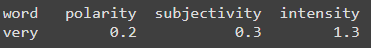 word polarity subjectivity intensity
very 0.2 0.3 1.3